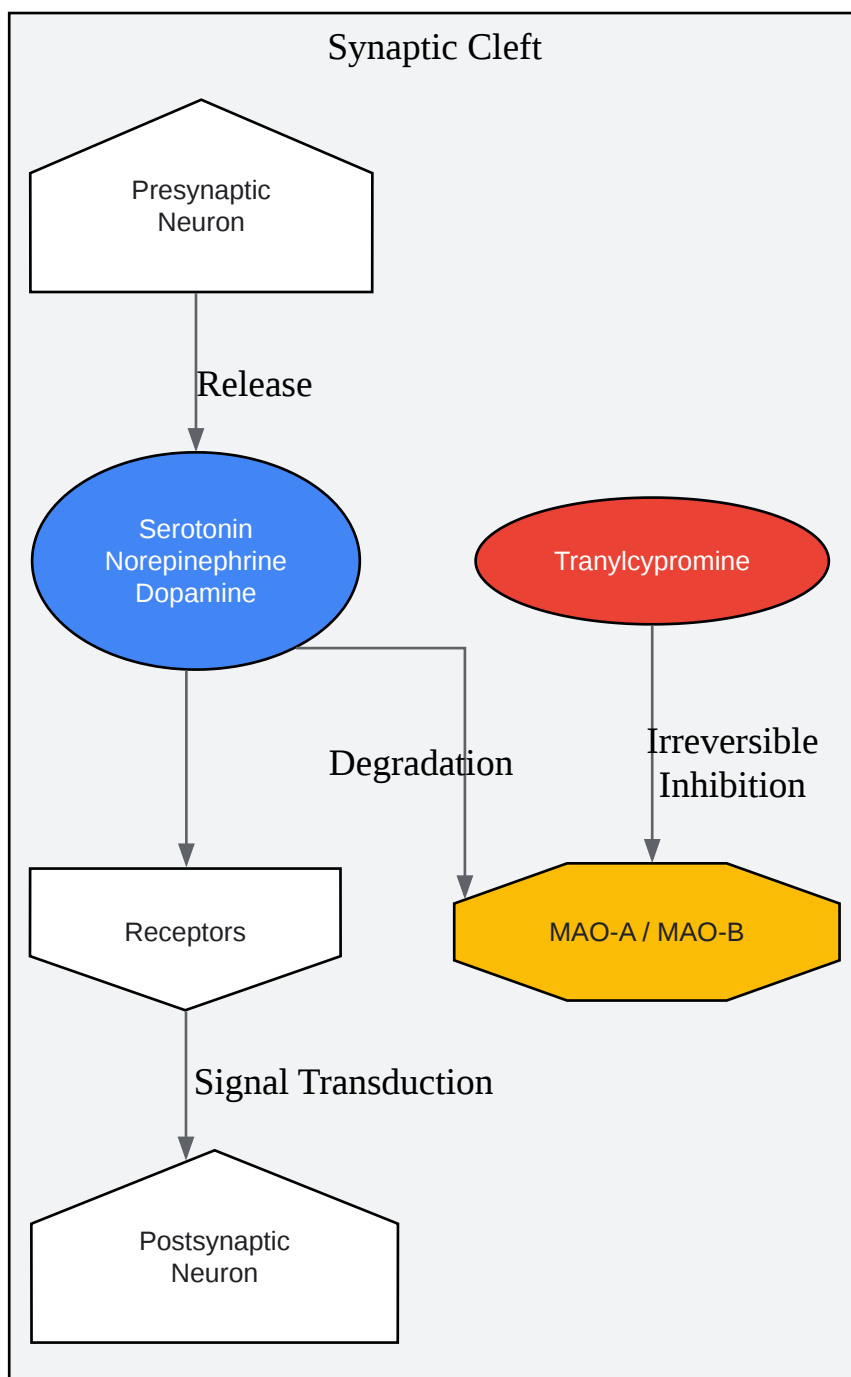 Synaptic Cleft
Presynaptic
Neuron
Release
Serotonin
Norepinephrine
Dopamine
Tranylcypromine
Degradation
Irreversible
Inhibition
Receptors
MAO-A / MAO-B
Signal Transduction
Postsynaptic
Neuron